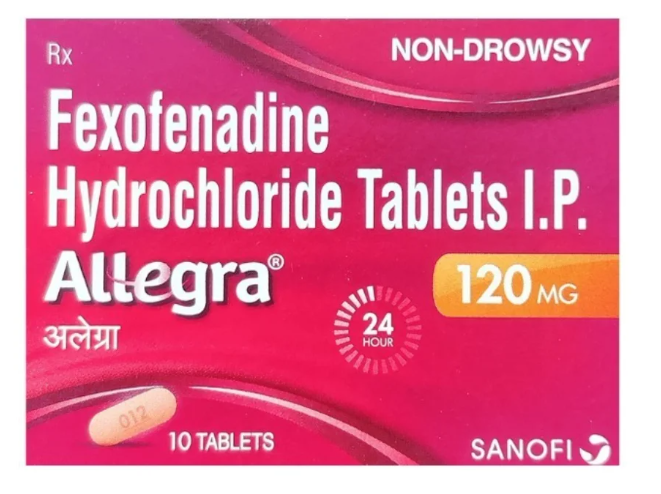 Rx
NON-DROWSY
Fexofenadine
Hydrochloride Tablets I.P.
Allegra®
120 MG
अलेग्रा
24
HOUR
012
10 TABLETS
SANOFI